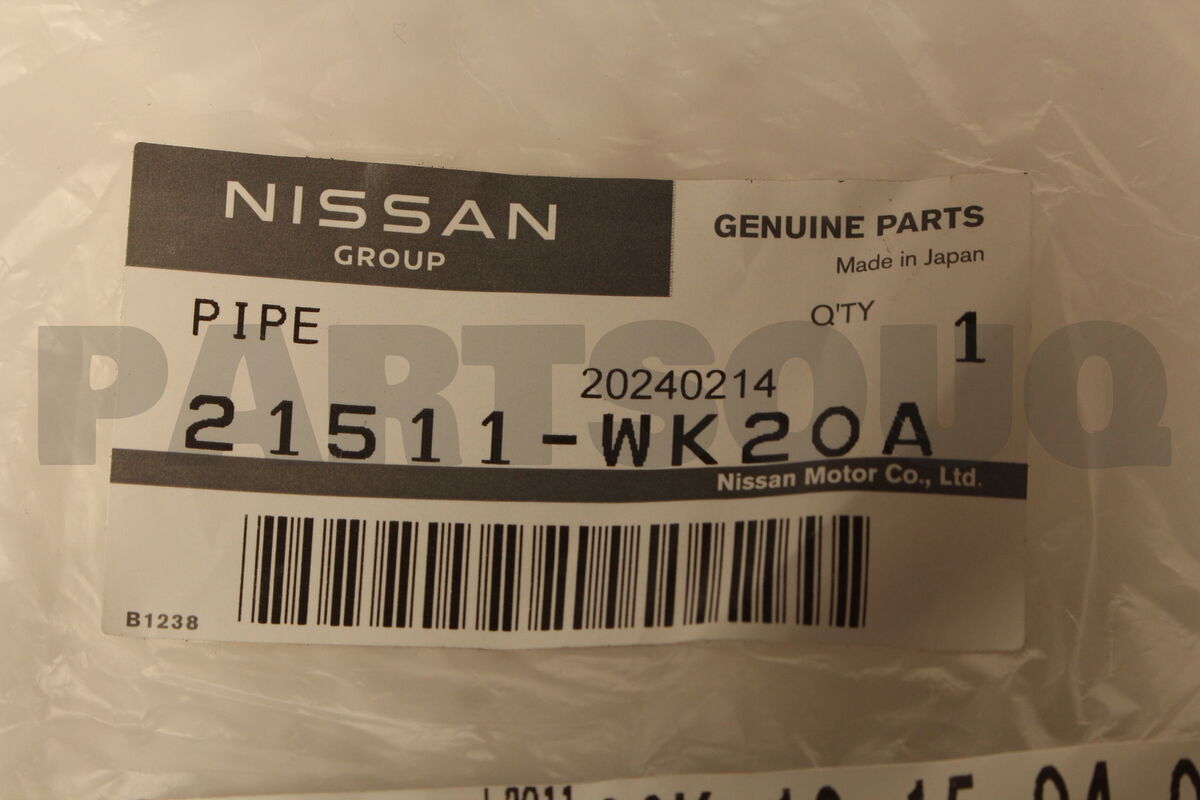 NISSAN
GROUP
GENUINE PARTS
Made in Japan
PIPE
Q'TY 1
20240214
21511-WK20A
Nissan Motor Co., Ltd.
B1238
PARTSOUQ